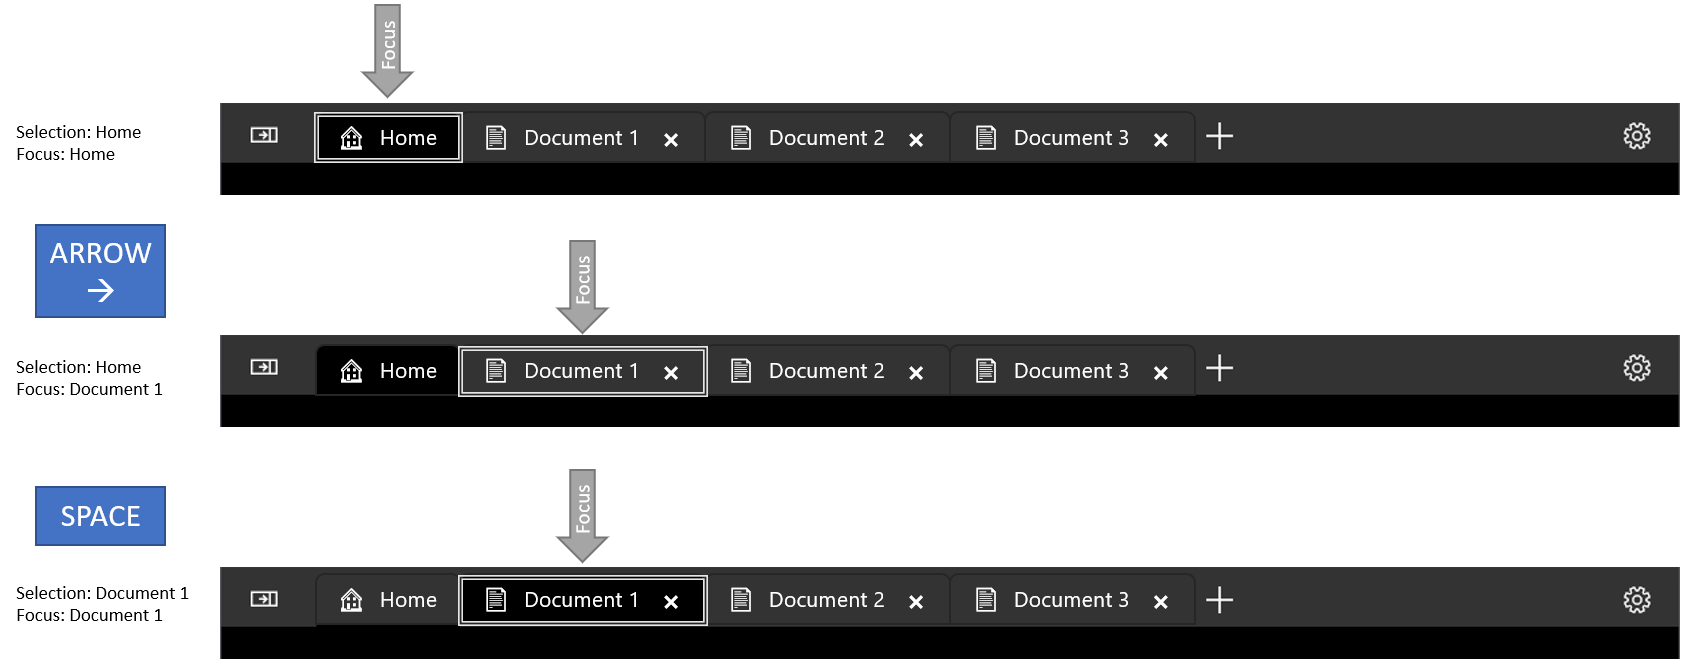 Focus
Home
Document 1
Document 2
Document 3
Selection: Home
Focus: Home
ARROW
→
Focus
Home
Document 1
Document 2
Document 3
Selection: Home
Focus: Document 1
SPACE
Focus
Home
Document 1
Document 2
Document 3
Selection: Document 1
Focus: Document 1